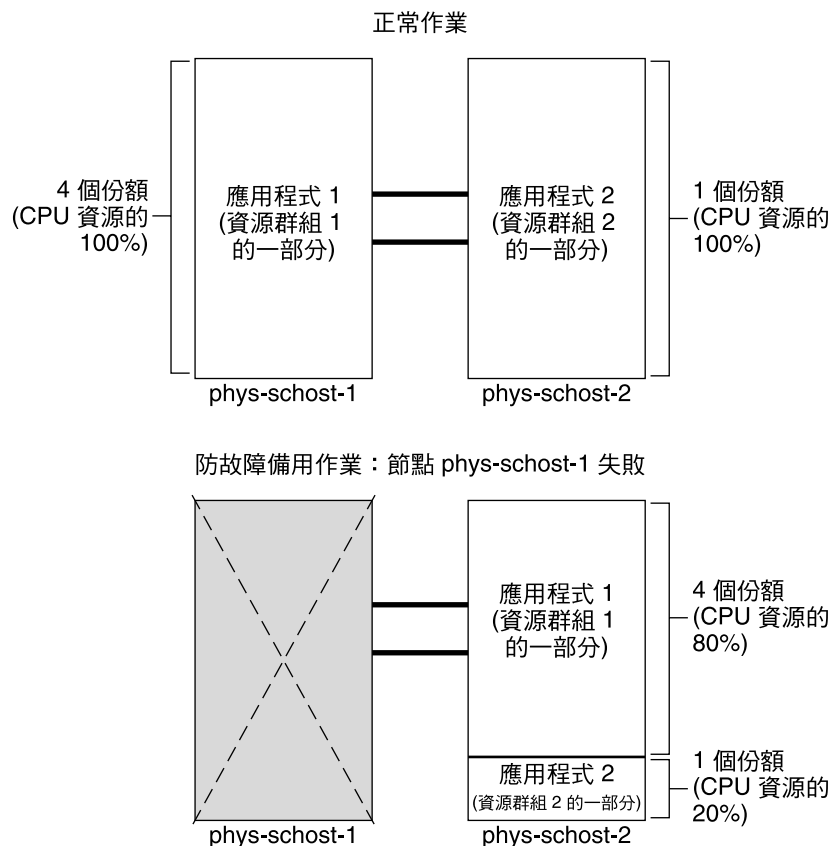 正常作業
4 個份額
(CPU 資源的
100%)
應用程式 1
(資源群組 1
的一部分)
應用程式 2
(資源群組 2
的一部分)
1 個份額
(CPU 資源的
100%)
phys-schost-1
phys-schost-2
防故障備用作業：節點 phys-schost-1 失敗
應用程式 1
(資源群組 1
的一部分)
4 個份額
(CPU 資源的
80%)
應用程式 2
(資源群組 2 的一部分)
1 個份額
(CPU 資源的
20%)
phys-schost-1
phys-schost-2